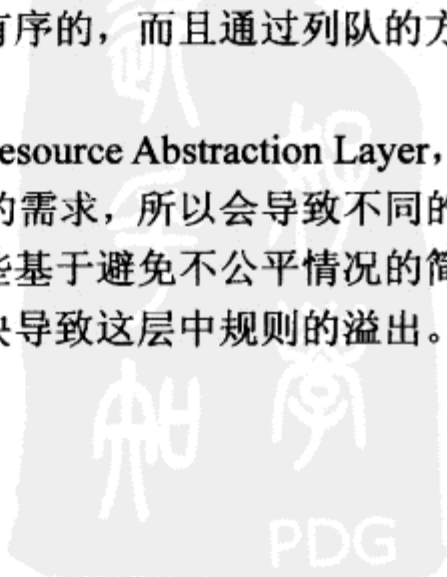 有序的，而且通过列队的方
esource Abstraction Layer，
的需求，所以会导致不同的
些基于避免不公平情况的简
块导致这层中规则的溢出。
PDG